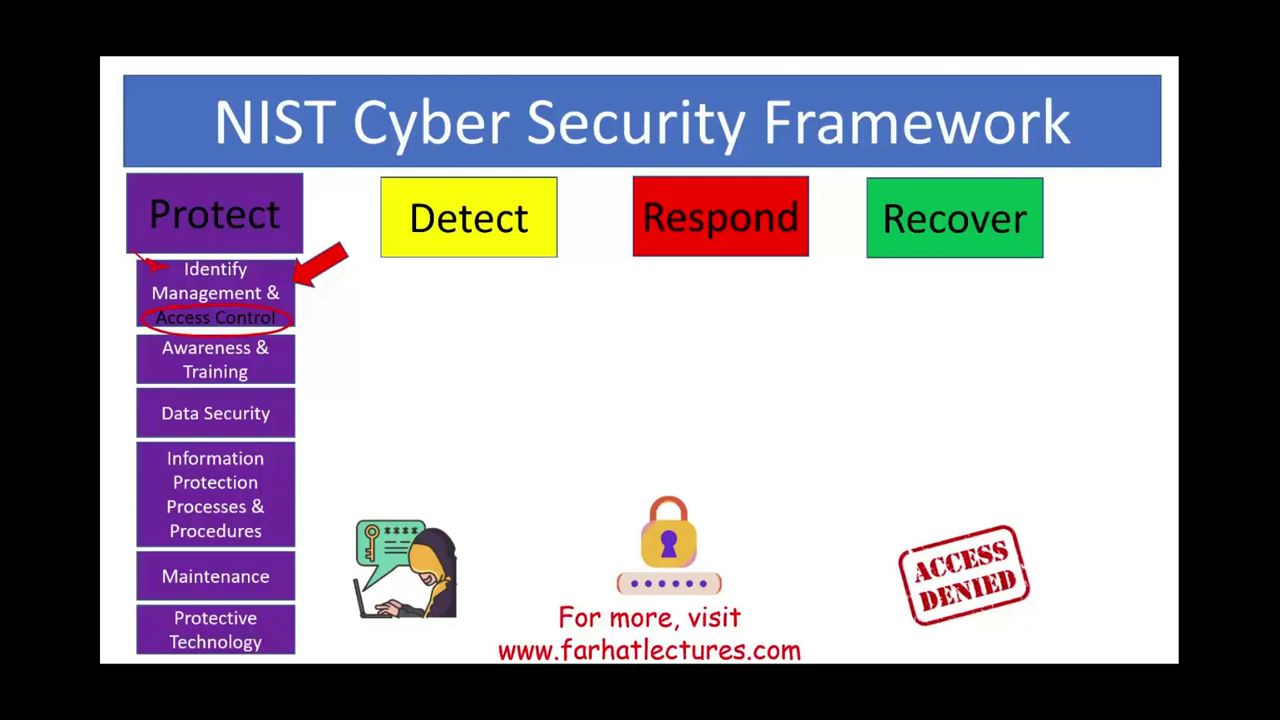 NIST Cyber Security Framework
Protect
Detect
Respond
Recover
Identify
Management &
Access Control
Awareness &
Training
Data Security
Information
Protection
Processes &
Procedures
Maintenance
Protective
Technology
****
ACCESS
DENIED
For more, visit
www.farhatlectures.com